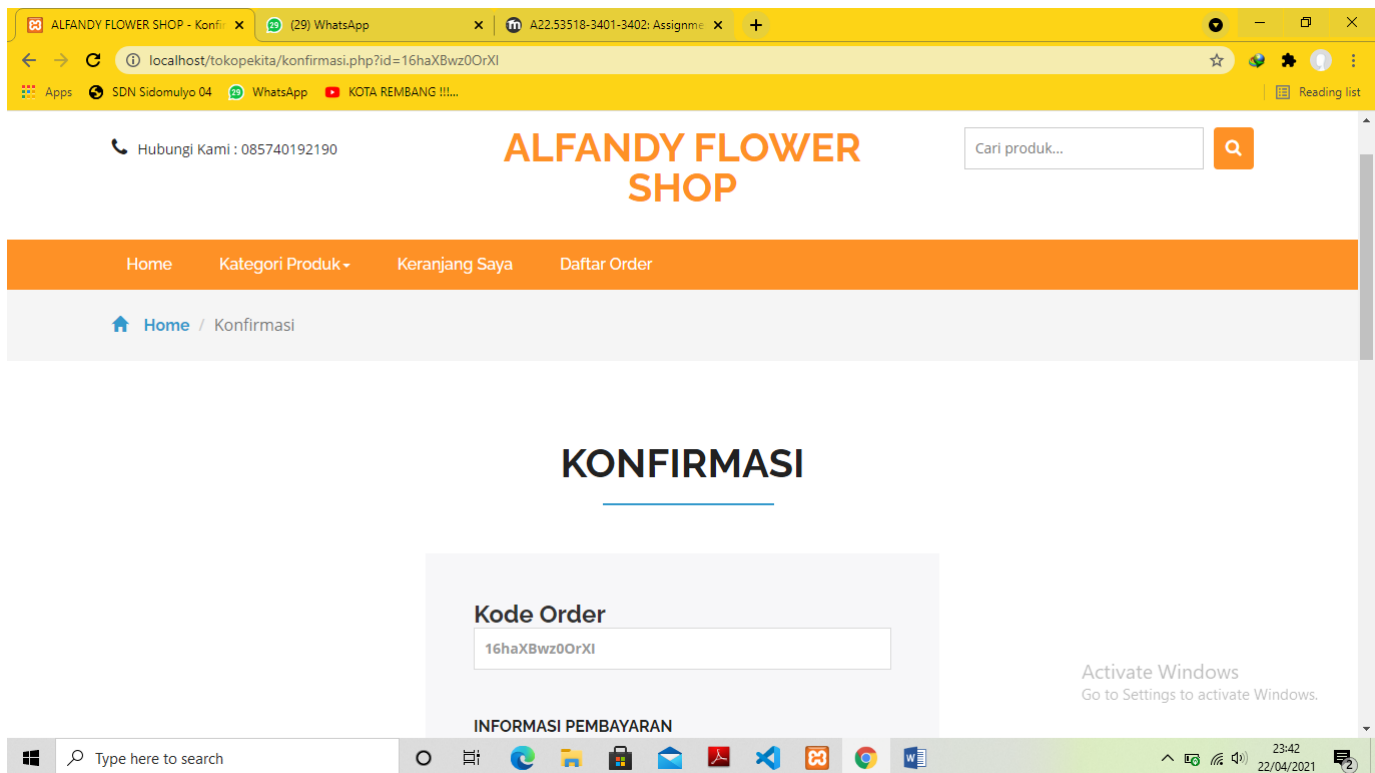 ALFANDY FLOWER SHOP - Konfir
(29) WhatsApp
A22.53518-3401-3402: Assignme
localhost/tokopekita/konfirmasi.php?id=16haXBwz0OrXI
Apps
SDN Sidomulyo 04
WhatsApp
KOTA REMBANG !!!...
Reading list
Hubungi Kami : 085740192190
ALFANDY FLOWER
SHOP
Cari produk...
Home
Kategori Produk
Keranjang Saya
Daftar Order
Home / Konfirmasi
KONFIRMASI
Kode Order
16haXBwz0OrXI
INFORMASI PEMBAYARAN
Activate Windows
Go to Settings to activate Windows.
Type here to search
23:42
22/04/2021
2